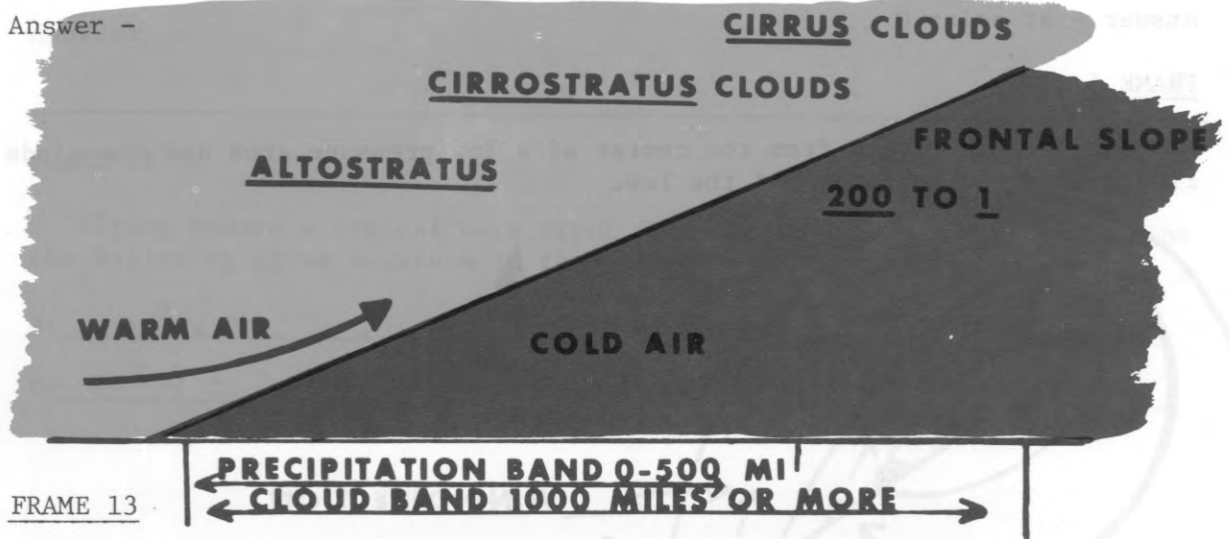 Answer -
CIRRUS CLOUDS
CIRROSTRATUS CLOUDS
FRONTAL SLOPE
ALTOSTRATUS
200 TO 1
WARM AIR
COLD AIR
PRECIPITATION BAND 0-500 MI
CLOUD BAND 1000 MILES OR MORE
FRAME 13